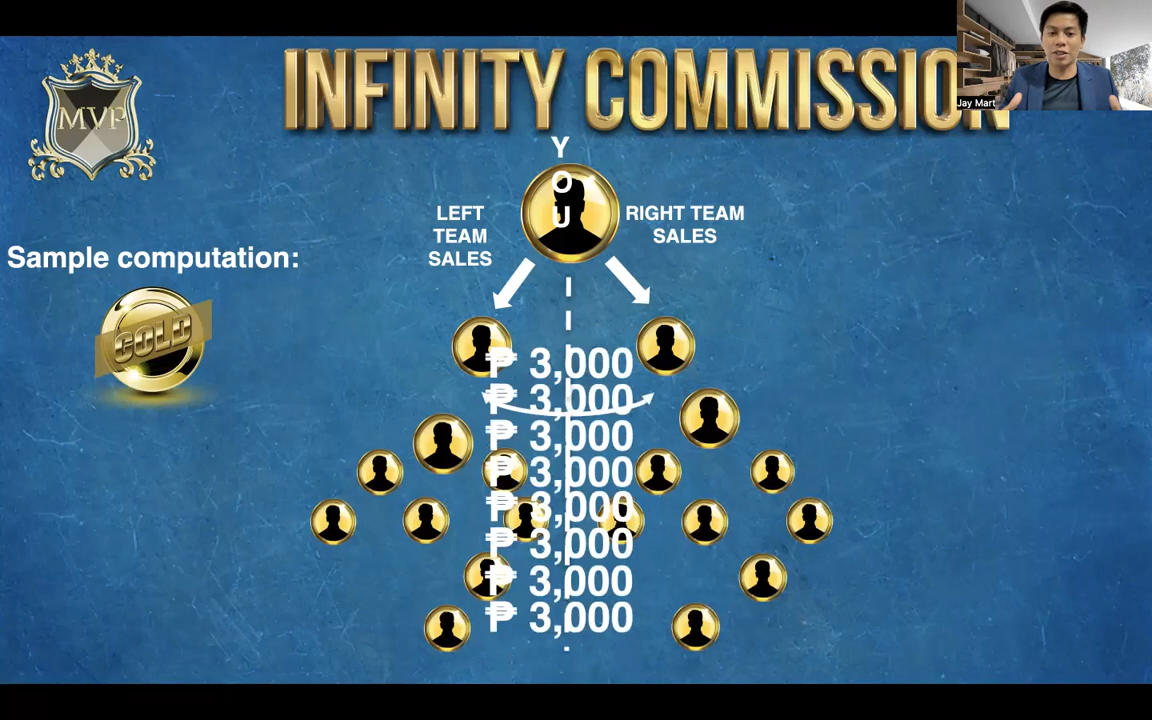 INFINITY COMMISSION
Jay Mart
MVP
YOU
LEFT
TEAM
SALES
RIGHT TEAM
SALES
Sample computation:
GOLD
₱ 3,000
₱ 3,000
₱ 3,000
₱ 3,000
₱ 3,000
₱ 3,000
₱ 3,000
₱ 3,000